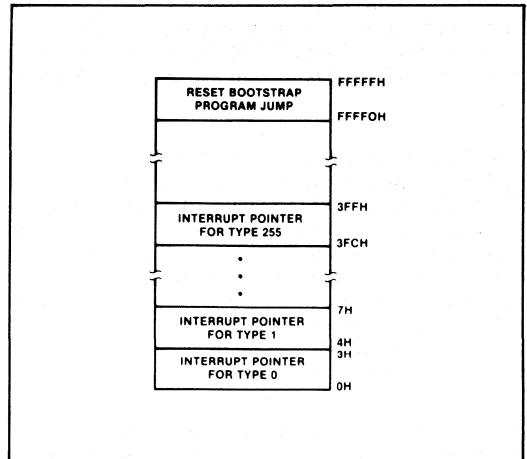 RESET BOOTSTRAP
PROGRAM JUMP
FFFFFH
FFFF0H
3FFH
INTERRUPT POINTER
FOR TYPE 255
3FCH
7H
INTERRUPT POINTER
FOR TYPE 1
4H
3H
INTERRUPT POINTER
FOR TYPE 0
0H